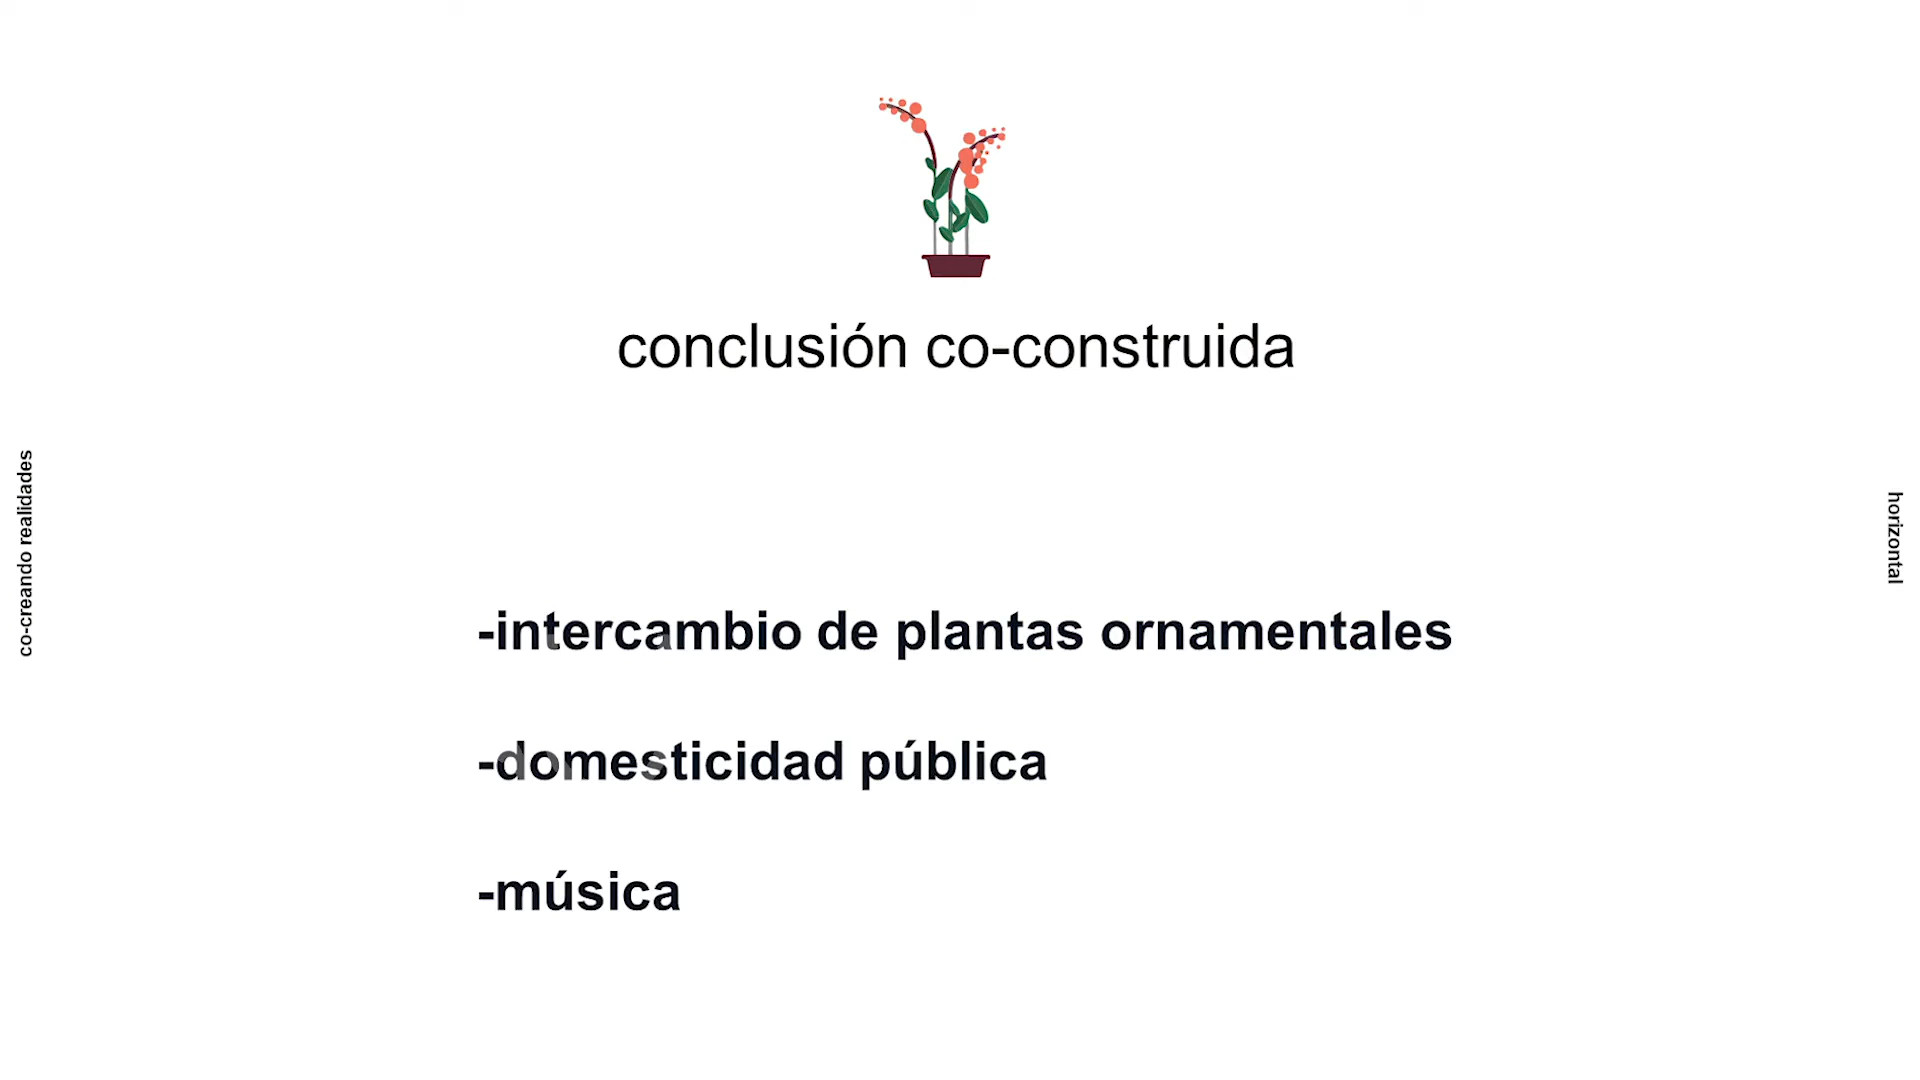 conclusión co-construida
co-creando realidades
horizontal
-intercambio de plantas ornamentales
-domesticidad pública
-música